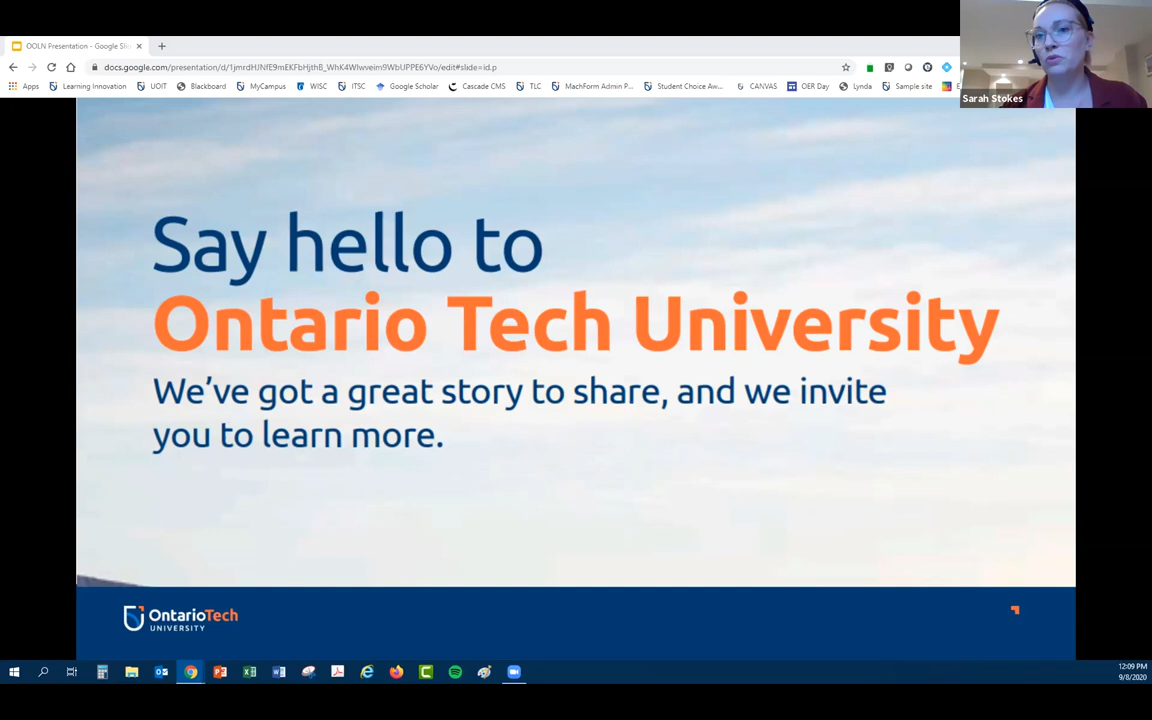 OOLN Presentation - Google Sli
docs.google.com/presentation/d/1jmrdHJNfE9mEKFbHjthB_WhK4Wlwveim9WbUPPE6YVo/edit#slide=id.p
Apps Learning Innovation UOIT Blackboard MyCampus WISC ITSC Google Scholar Cascade CMS TLC MachForm Admin P... Student Choice Aw... CANVAS OER Day Lynda Sample site
Sarah Stokes
Say hello to
Ontario Tech University
We've got a great story to share, and we invite
you to learn more.
OntarioTech
UNIVERSITY
12:09 PM
9/8/2020